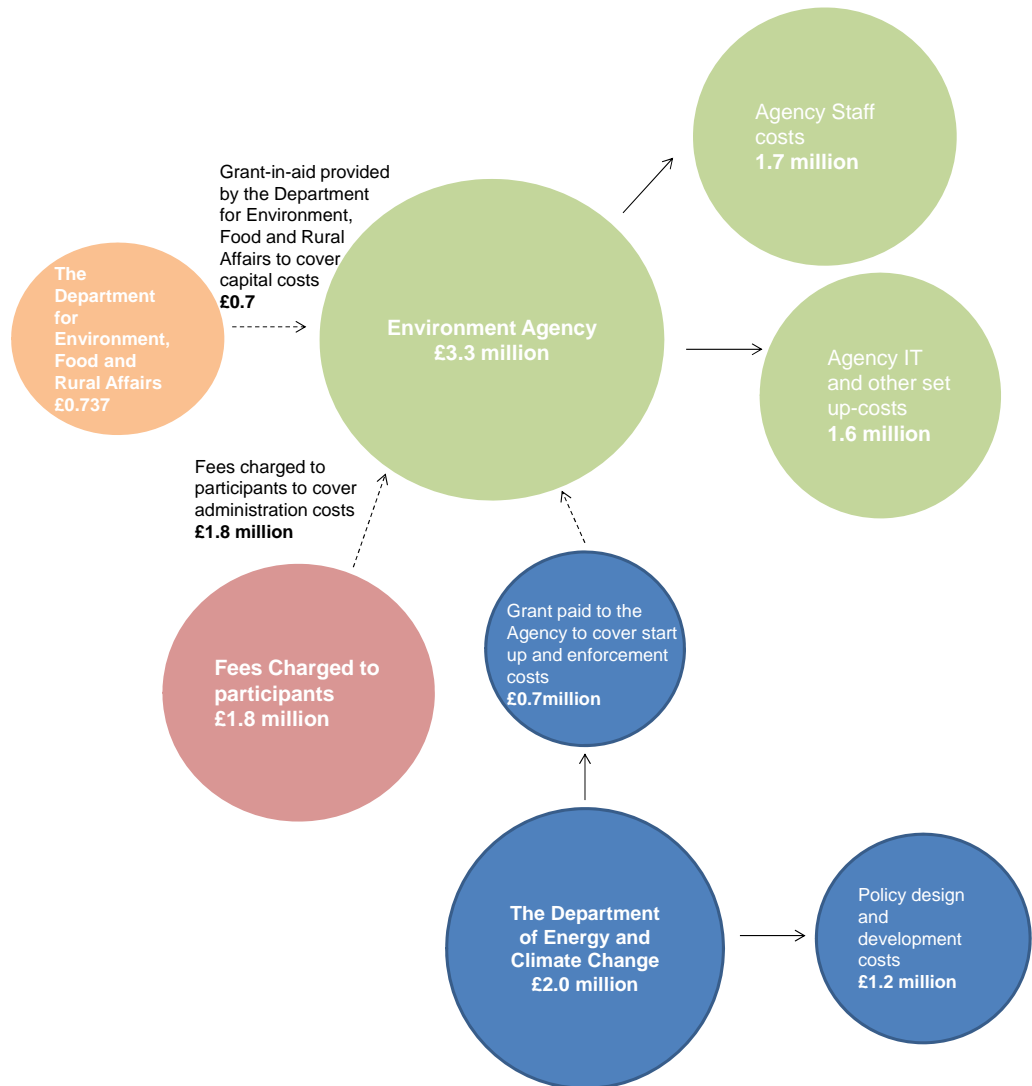 Agency Staff
costs
1.7 million
Grant-in-aid provided
by the Department
for Environment,
Food and Rural
Affairs to cover
capital costs
£0.7
The
Department
for
Environment,
Food and
Rural Affairs
£0.737
Environment Agency
£3.3 million
Agency IT
and other set
up-costs
1.6 million
Fees charged to
participants to cover
administration costs
£1.8 million
Grant paid to the
Agency to cover start
up and enforcement
costs
£0.7million
Fees Charged to
participants
£1.8 million
The Department
of Energy and
Climate Change
£2.0 million
Policy design
and
development
costs
£1.2 million